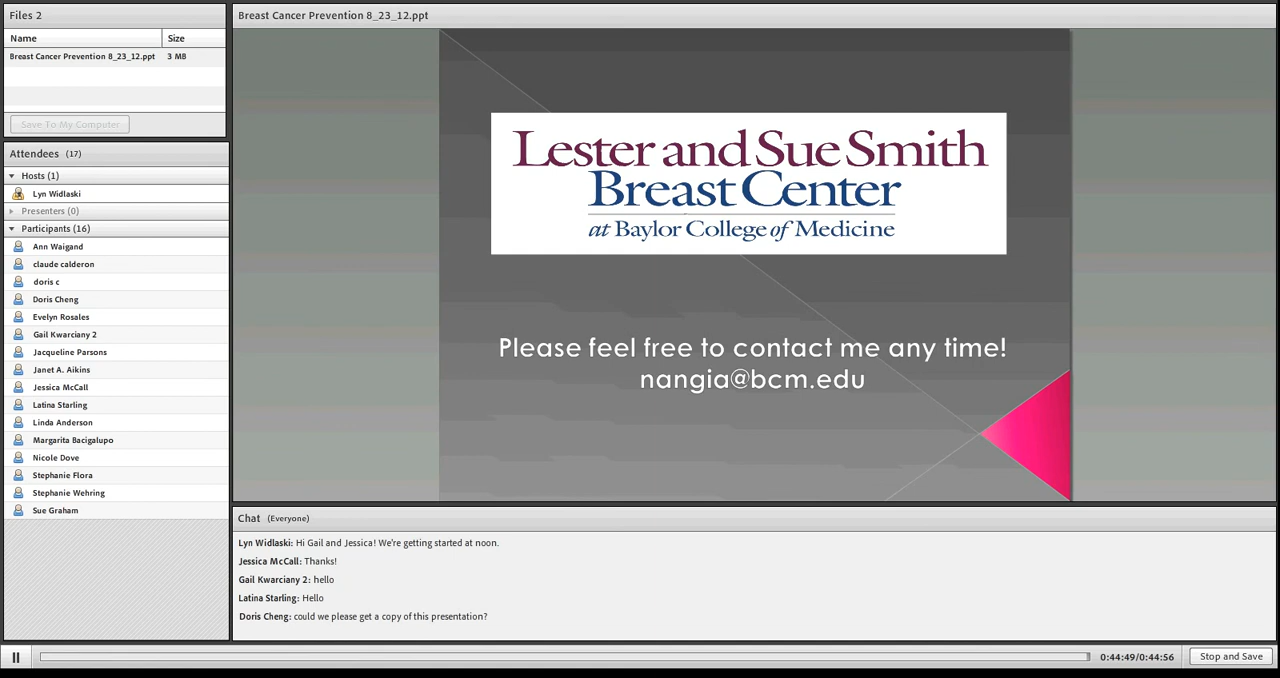 Files 2
Name Size
Breast Cancer Prevention 8_23_12.ppt 3 MB
Save To My Computer
Attendees (17)
Hosts (1)
Lyn Widlaski
Presenters (0)
Participants (16)
Ann Waigand
claude calderon
doris c
Doris Cheng
Evelyn Rosales
Gail Kwarciany 2
Jacqueline Parsons
Janet A. Aikins
Jessica McCall
Latina Starling
Linda Anderson
Margarita Bacigalupo
Nicole Dove
Stephanie Flora
Stephanie Wehring
Sue Graham
Breast Cancer Prevention 8_23_12.ppt
Lester and Sue Smith
Breast Center
at Baylor College of Medicine
Please feel free to contact me any time!
nangia@bcm.edu
Chat (Everyone)
Lyn Widlaski: Hi Gail and Jessica! We're getting started at noon.
Jessica McCall: Thanks!
Gail Kwarciany 2: hello
Latina Starling: Hello
Doris Cheng: could we please get a copy of this presentation?
0:44:49/0:44:56 Stop and Save